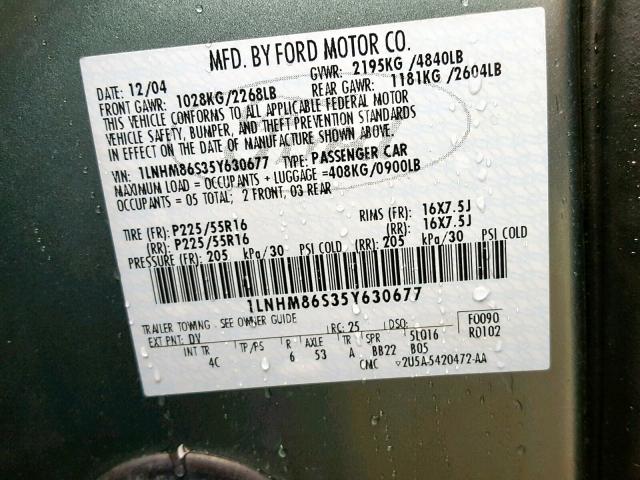 MFD. BY FORD MOTOR CO.
DATE: 12/04 GVWR: 2195KG /4840LB
FRONT GAWR: 1028KG/2268LB REAR GAWR: 1181KG /2604LB
THIS VEHICLE CONFORMS TO ALL APPLICABLE FEDERAL MOTOR
VEHICLE SAFETY, BUMPER, AND THEFT PREVENTION STANDARDS
IN EFFECT ON THE DATE OF MANUFACTURE SHOWN ABOVE.
VIN: 1LNHM86S35Y630677 TYPE: PASSENGER CAR
MAXIMUM LOAD = OCCUPANTS + LUGGAGE =408KG/0900LB
OCCUPANTS = 05 TOTAL; 2 FRONT, 03 REAR
TIRE (FR): P225/55R16 RIMS (FR): 16X7.5J
(RR): P225/55R16 (RR): 16X7.5J
PRESSURE (FR): 205 kPa/30 PSI COLD (RR): 205 kPa/30 PSI COLD
1LNHM86S35Y630677
TRAILER TOWING - SEE OWNER GUIDE
EXT PNT: DV RC: 25 DSO: F0090
R0102
INT TR TP/PS R AXLE TR SPR 5LQ16
4C 6 53 A BB22 B05
CMC 2U5A-5420472-AA